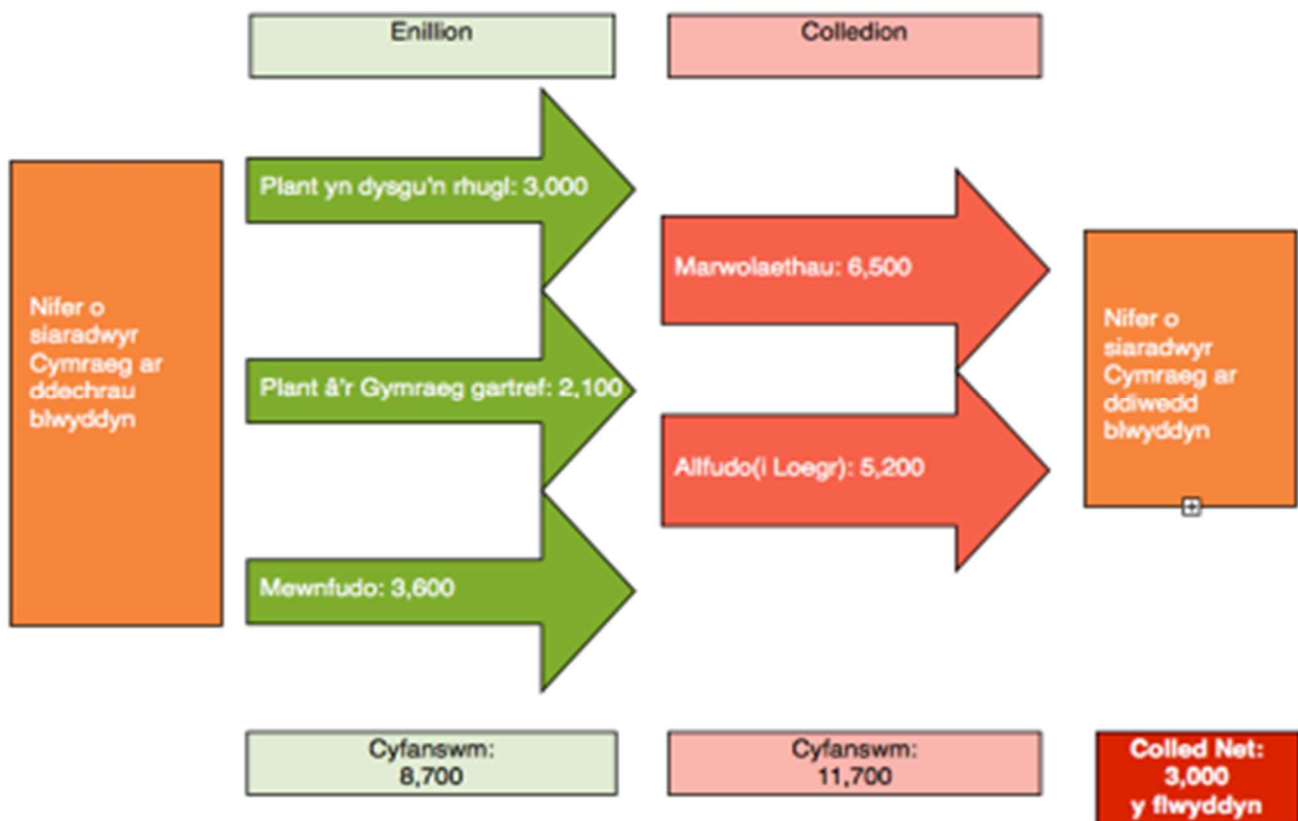 Enillion
Colledion
Nifer o
siaradwyr
Cymraeg ar
ddechrau
blwyddyn
Plant yn dysgu'n rhugl: 3,000
Plant â'r Gymraeg gartref: 2,100
Mewnfudo: 3,600
Marwolaethau: 6,500
Allfudo(i Loegr): 5,200
Nifer o
siaradwyr
Cymraeg ar
ddiwedd
blwyddyn
Cyfanswm:
8,700
Cyfanswm:
11,700
Colled Net:
3,000
y flwyddyn